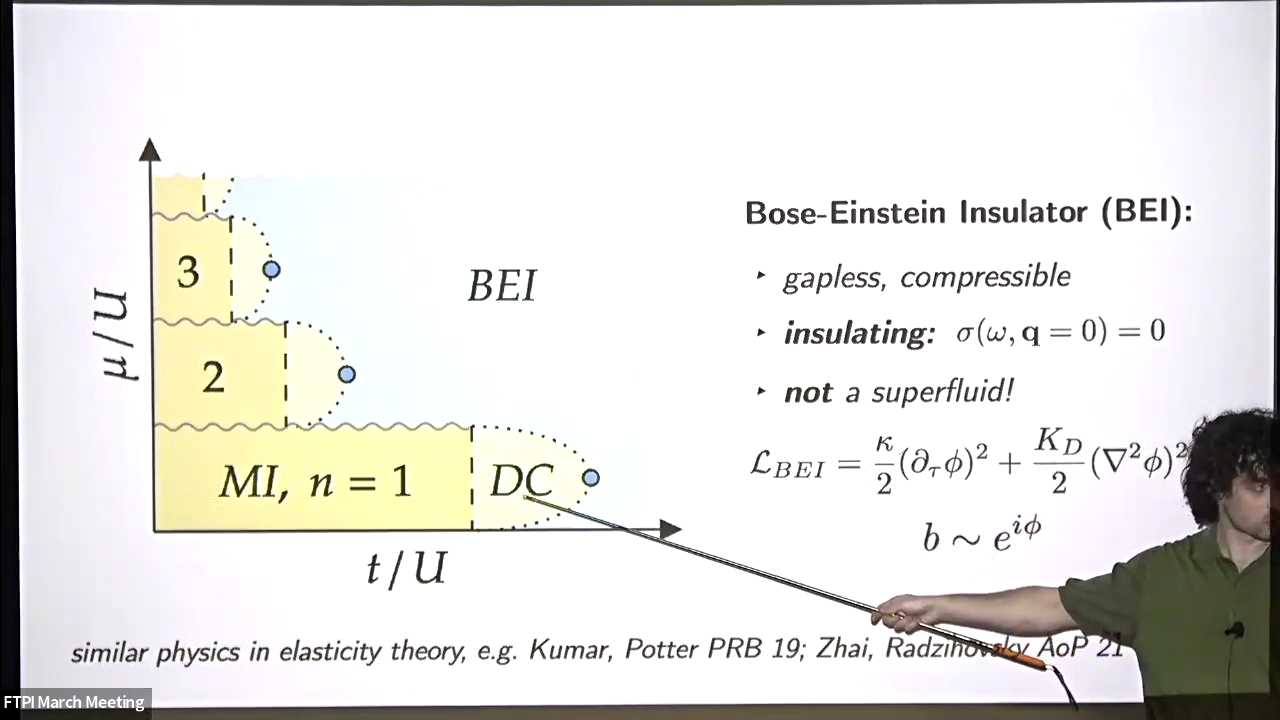 μ/U
3
2
MI, n = 1
DC
BEI
t/U
Bose-Einstein Insulator (BEI):
‣ gapless, compressible
‣ insulating: σ(ω, q = 0) = 0
‣ not a superfluid!
ℒ_BEI = κ/2 (∂_τ ϕ)² + K_D/2 (∇²ϕ)²
b ∼ e^{iϕ}
similar physics in elasticity theory, e.g. Kumar, Potter PRB 19; Zhai, Radzihovsky AoP 21
FTPI March Meeting